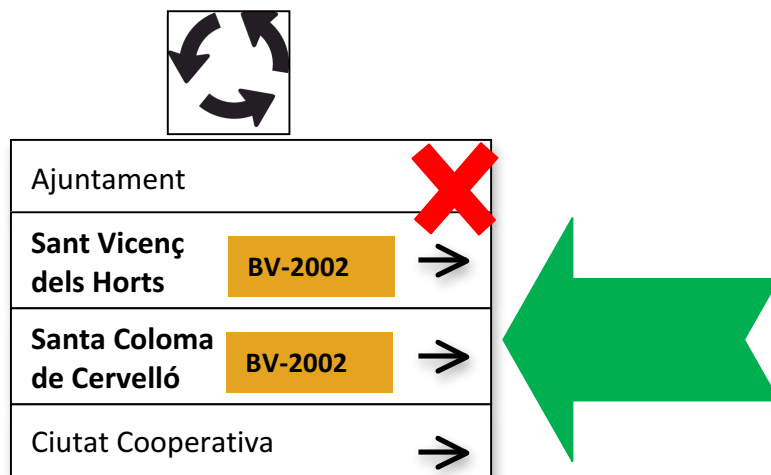 Ajuntament
Sant Vicenç
dels Horts
BV-2002
Santa Coloma
de Cervelló
BV-2002
Ciutat Cooperativa